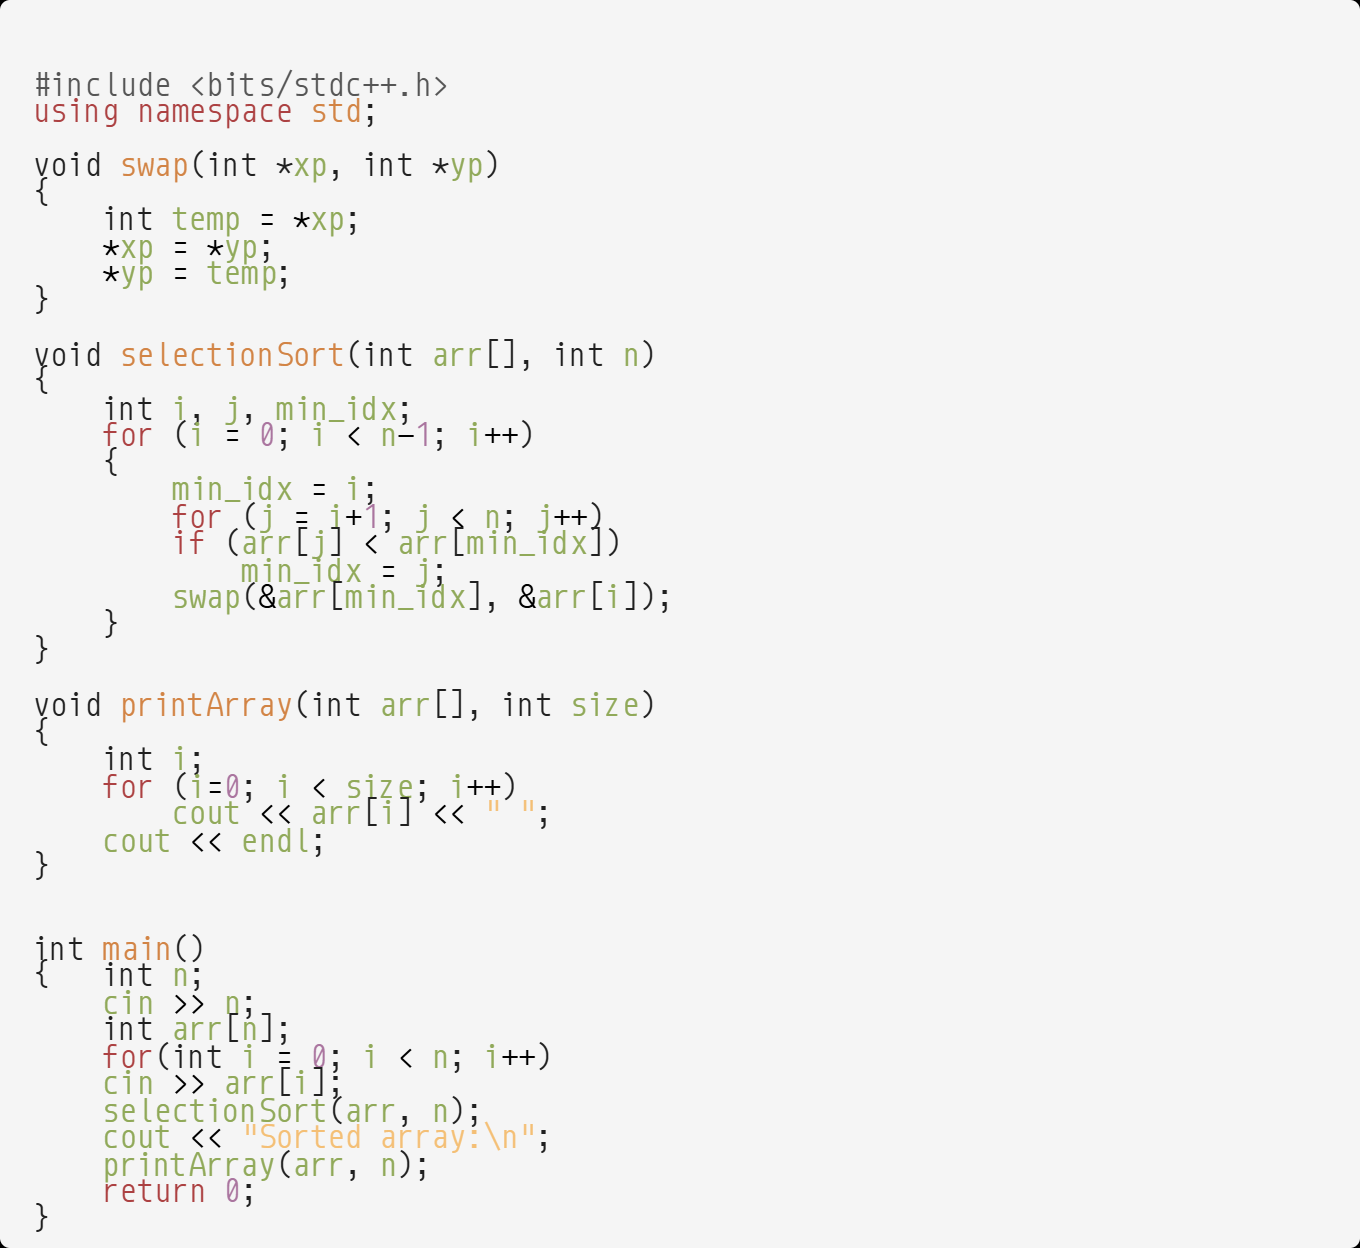 #include <bits/stdc++.h>
using namespace std;

void swap(int *xp, int *yp)
{
    int temp = *xp;
    *xp = *yp;
    *yp = temp;
}

void selectionSort(int arr[], int n)
{
    int i, j, min_idx;
    for (i = 0; i < n-1; i++)
    {
        min_idx = i;
        for (j = i+1; j < n; j++)
        if (arr[j] < arr[min_idx])
            min_idx = j;
        swap(&arr[min_idx], &arr[i]);
    }
}

void printArray(int arr[], int size)
{
    int i;
    for (i=0; i < size; i++)
        cout << arr[i] << " ";
    cout << endl;
}


int main()
{   int n;
    cin >> n;
    int arr[n];
    for(int i = 0; i < n; i++)
    cin >> arr[i];
    selectionSort(arr, n);
    cout << "Sorted array:\n";
    printArray(arr, n);
    return 0;
}